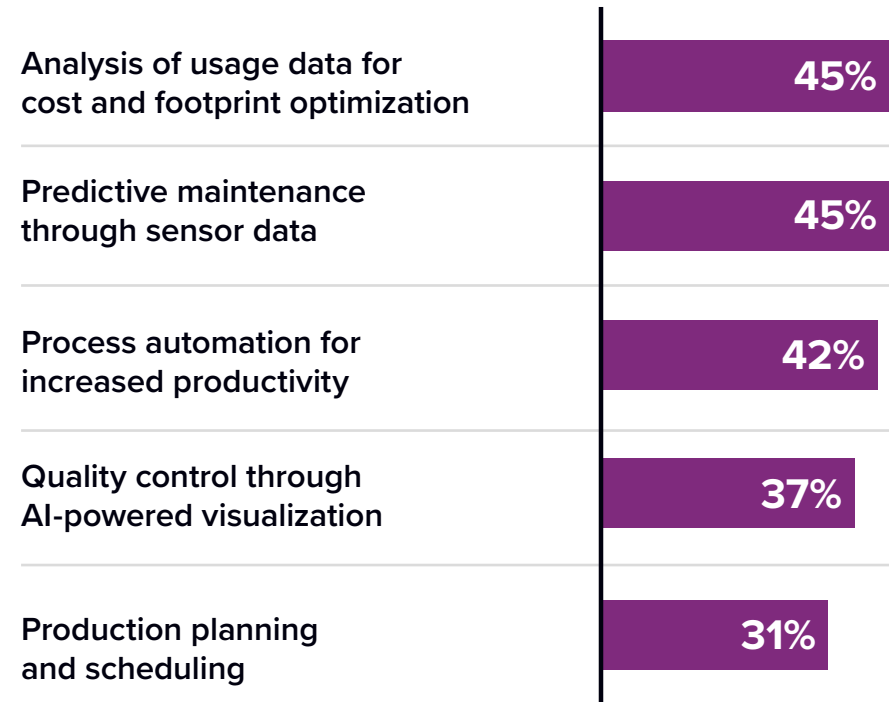 Analysis of usage data for
cost and footprint optimization
45%
Predictive maintenance
through sensor data
45%
Process automation for
increased productivity
42%
Quality control through
AI-powered visualization
37%
Production planning
and scheduling
31%